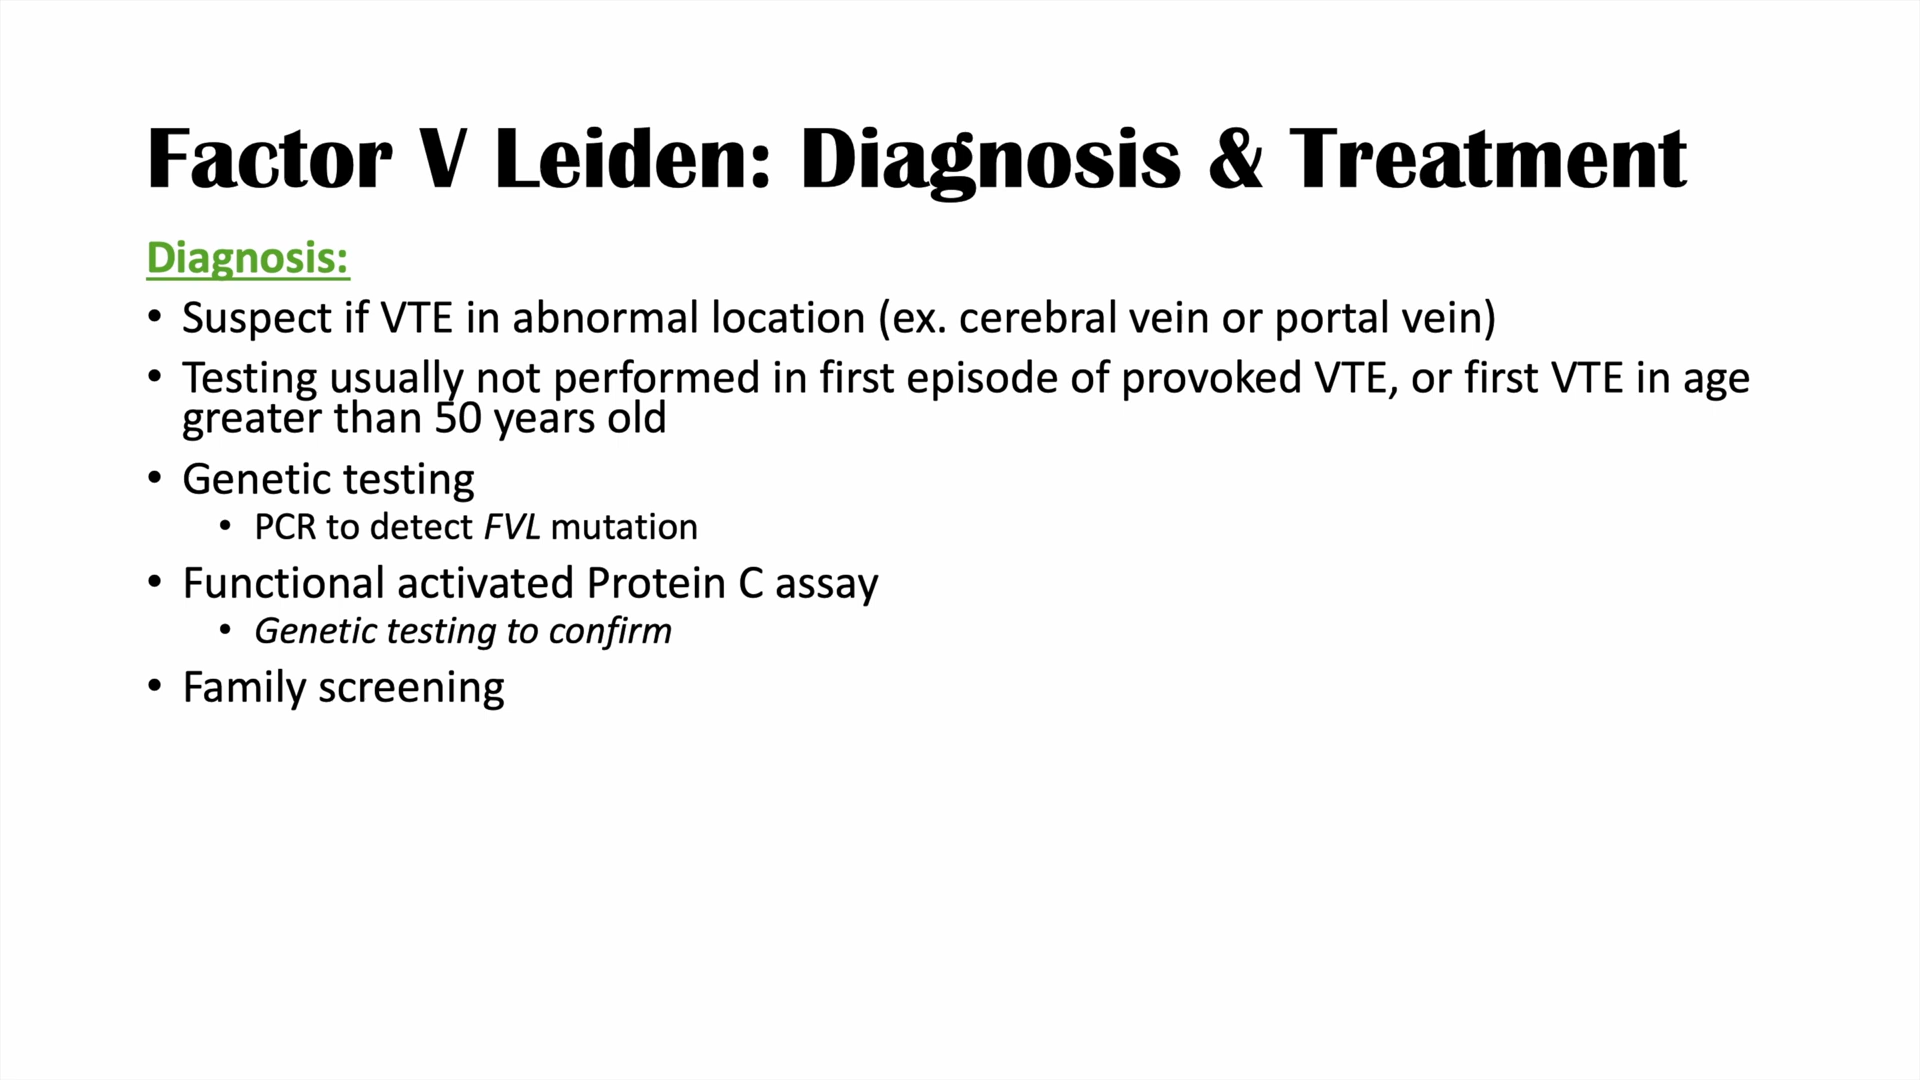 Factor V Leiden: Diagnosis & Treatment
Diagnosis:
• Suspect if VTE in abnormal location (ex. cerebral vein or portal vein)
• Testing usually not performed in first episode of provoked VTE, or first VTE in age
greater than 50 years old
• Genetic testing
• PCR to detect FVL mutation
• Functional activated Protein C assay
• Genetic testing to confirm
• Family screening